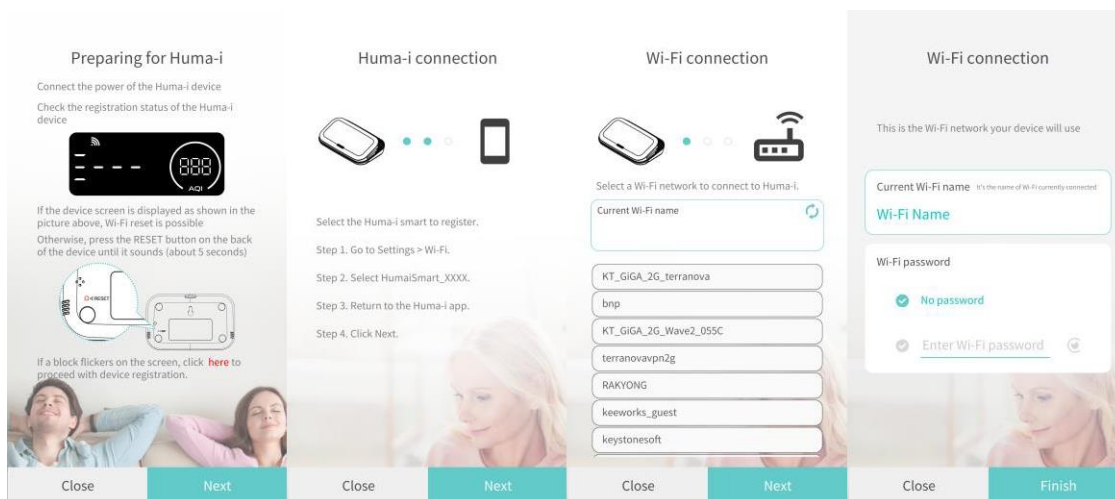 Preparing for Huma-i
Connect the power of the Huma-i device
Check the registration status of the Huma-i
device
888
AQI
If the device screen is displayed as shown in the
picture above, Wi-Fi reset is possible
Otherwise, press the RESET button on the back
of the device until it sounds (about 5 seconds)
RESET
If a block flickers on the screen, click here to
proceed with device registration.
Close
Next
Huma-i connection
Select the Huma-i smart to register.
Step 1. Go to Settings > Wi-Fi.
Step 2. Select HumaiSmart_XXXX.
Step 3. Return to the Huma-i app.
Step 4. Click Next.
Close
Next
Wi-Fi connection
Select a Wi-Fi network to connect to Huma-i.
Current Wi-Fi name
KT_GiGA_2G_terranova
bnp
KT_GiGA_2G_Wave2_055C
terranovavpn2g
RAKYONG
keeworks_guest
keystonesoft
Close
Next
Wi-Fi connection
This is the Wi-Fi network your device will use
Current Wi-Fi name It's the name of Wi-Fi currently connected
Wi-Fi Name
Wi-Fi password
No password
Enter Wi-Fi password
Close
Finish